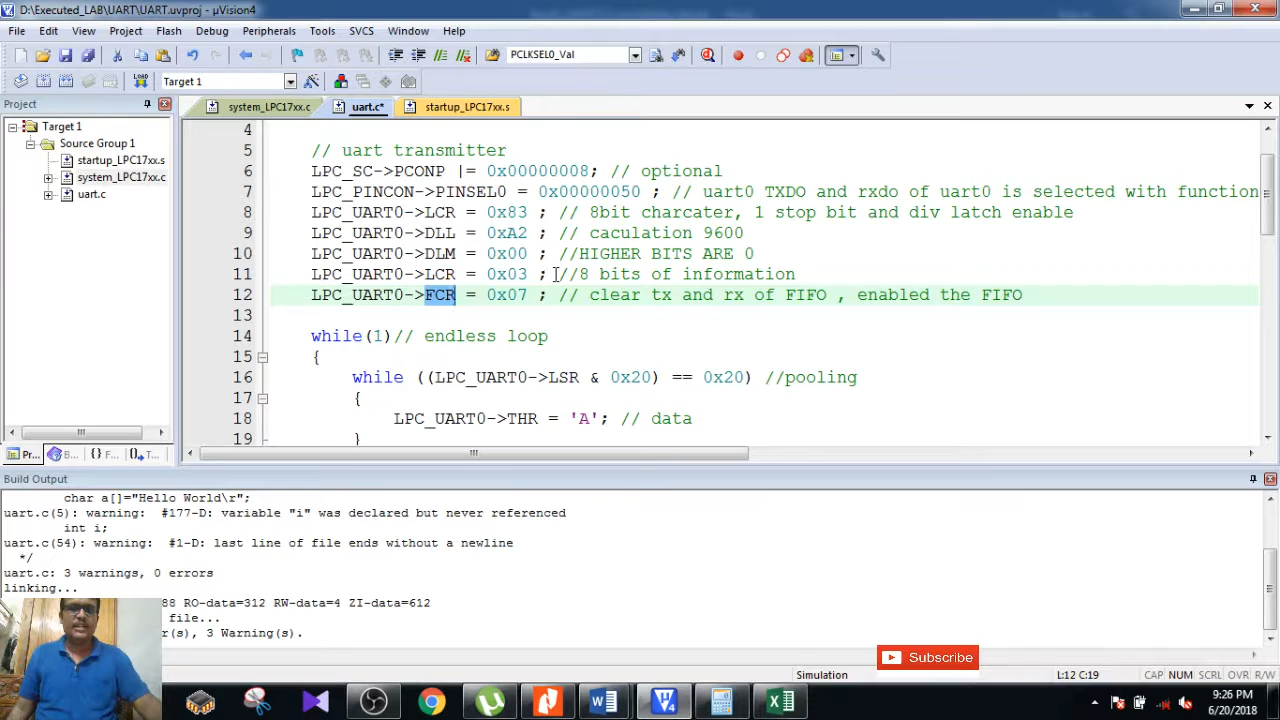 D:\Executed_LAB\UART\UART.uvproj - µVision4
File Edit View Project Flash Debug Peripherals Tools SVCS Window Help
PCLKSEL0_Val
LOAD Target 1
Project
Target 1
Source Group 1
startup_LPC17xx.s
system_LPC17xx.c
uart.c
Pr... B... {} F... T...
system_LPC17xx.c uart.c* startup_LPC17xx.s
4
5 // uart transmitter
6 LPC_SC->PCONP |= 0x00000008; // optional
7 LPC_PINCON->PINSEL0 = 0x00000050 ; // uart0 TXDO and rxdo of uart0 is selected with function
8 LPC_UART0->LCR = 0x83 ; // 8bit charcater, 1 stop bit and div latch enable
9 LPC_UART0->DLL = 0xA2 ; // caculation 9600
10 LPC_UART0->DLM = 0x00 ; //HIGHER BITS ARE 0
11 LPC_UART0->LCR = 0x03 ; //8 bits of information
12 LPC_UART0->FCR = 0x07 ; // clear tx and rx of FIFO , enabled the FIFO
13
14 while(1)// endless loop
15 {
16 while ((LPC_UART0->LSR & 0x20) == 0x20) //pooling
17 {
18 LPC_UART0->THR = 'A'; // data
19 }
Build Output
char a[]="Hello World\r";
uart.c(5): warning: #177-D: variable "i" was declared but never referenced
int i;
uart.c(54): warning: #1-D: last line of file ends without a newline
*/
uart.c: 3 warnings, 0 errors
linking...
88 RO-data=312 RW-data=4 ZI-data=612
file...
r(s), 3 Warning(s).
Subscribe
Simulation L:12 C:19 CAP NUM SCRL OVR R/W
9:26 PM
6/20/2018